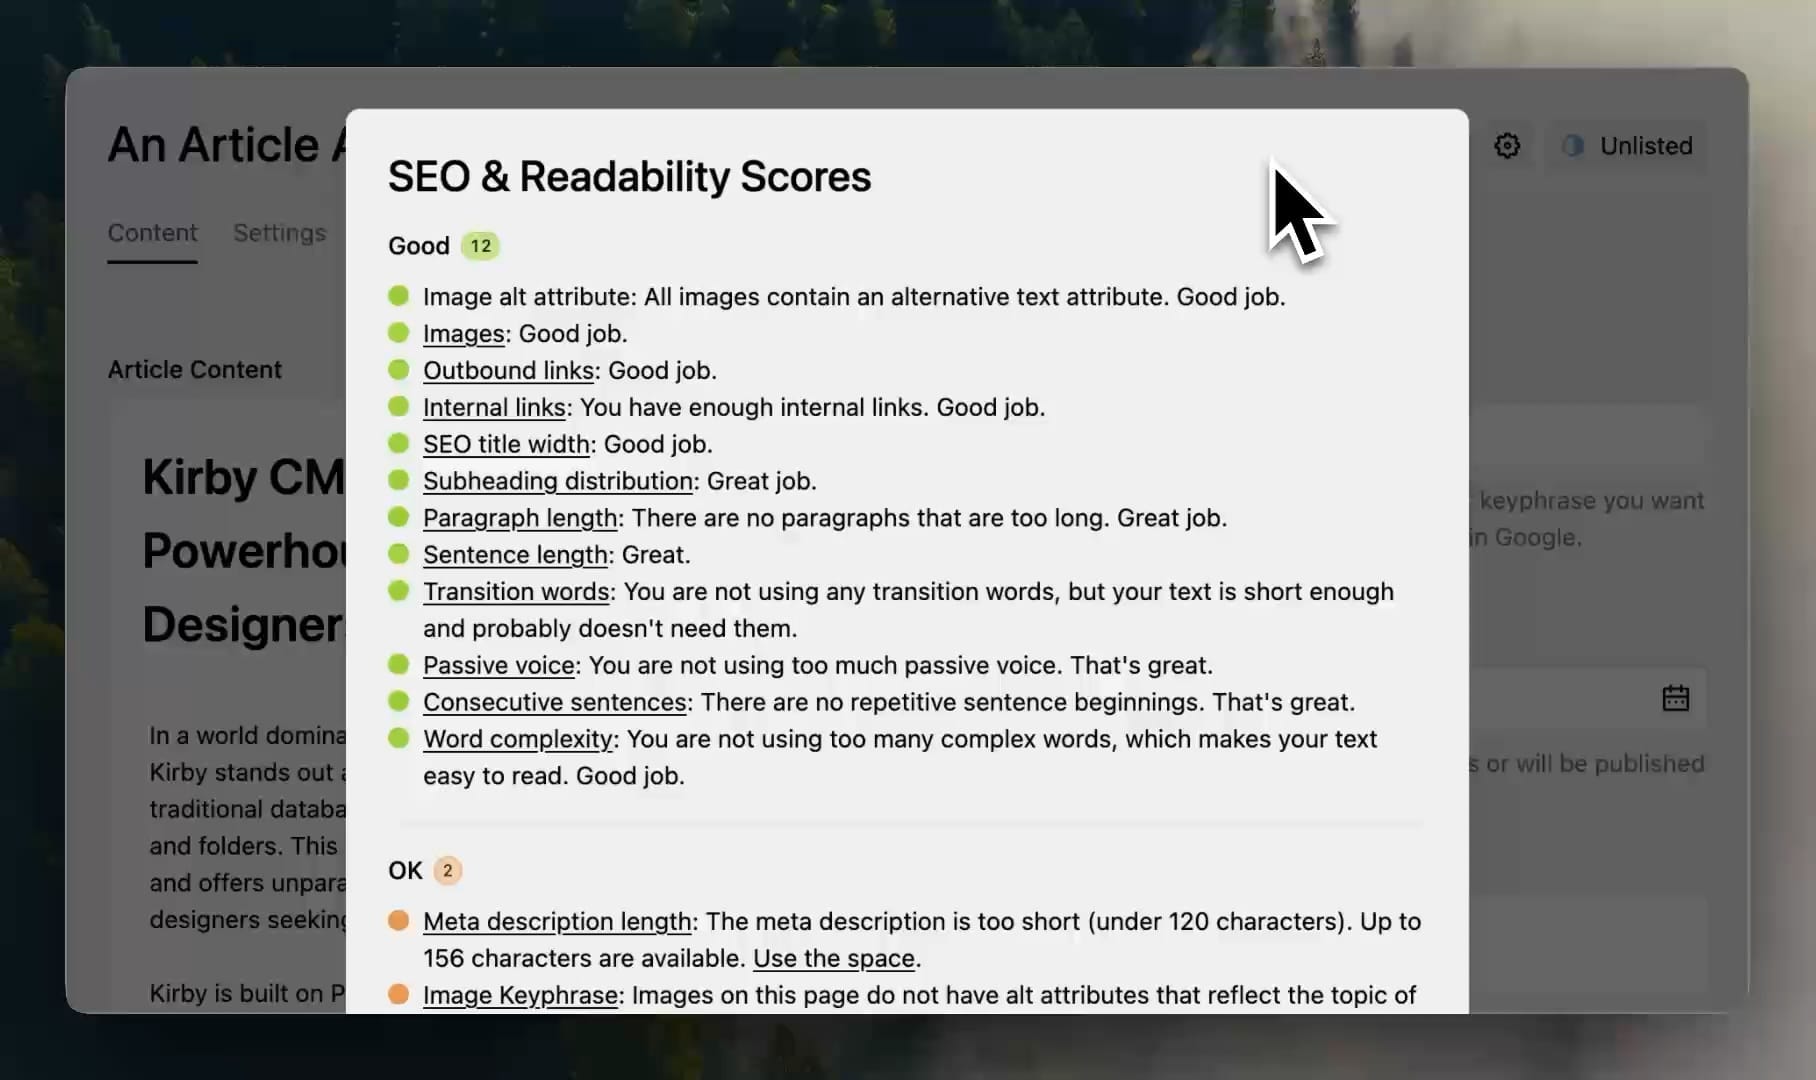 An Article
Unlisted
Content
Settings
Article Content
Kirby CM
Powerhou
Designer
In a world domina
Kirby stands out
traditional databa
and folders. This
and offers unpara
designers seeking
Kirby is built on P
SEO & Readability Scores
Good 12
Image alt attribute: All images contain an alternative text attribute. Good job.
Images: Good job.
Outbound links: Good job.
Internal links: You have enough internal links. Good job.
SEO title width: Good job.
Subheading distribution: Great job.
Paragraph length: There are no paragraphs that are too long. Great job.
Sentence length: Great.
Transition words: You are not using any transition words, but your text is short enough
and probably doesn't need them.
Passive voice: You are not using too much passive voice. That's great.
Consecutive sentences: There are no repetitive sentence beginnings. That's great.
Word complexity: You are not using too many complex words, which makes your text
easy to read. Good job.
OK 2
Meta description length: The meta description is too short (under 120 characters). Up to
156 characters are available. Use the space.
Image Keyphrase: Images on this page do not have alt attributes that reflect the topic of
keyphrase you want
in Google.
s or will be published